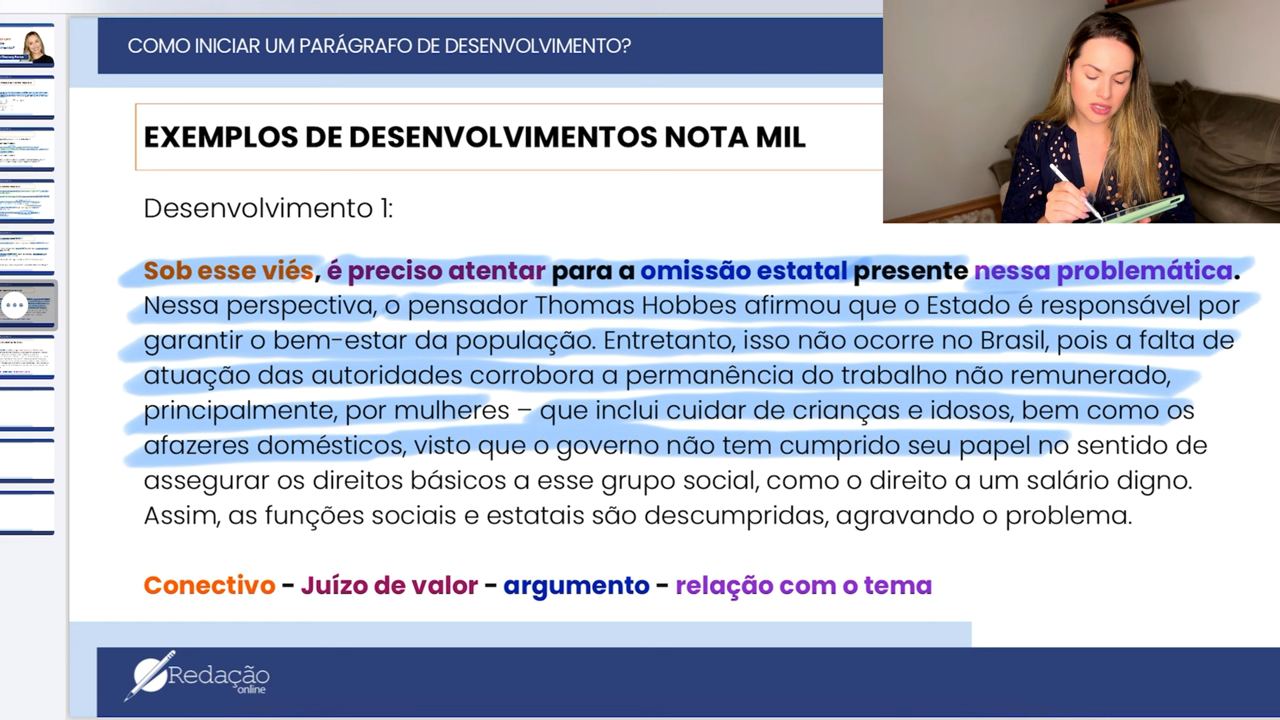 COMO INICIAR UM PARÁGRAFO DE DESENVOLVIMENTO?
EXEMPLOS DE DESENVOLVIMENTOS NOTA MIL
Desenvolvimento 1:
Sob esse viés, é preciso atentar para a omissão estatal presente nessa problemática.
Nessa perspectiva, o pensador Thomas Hobbes afirmou que o Estado é responsável por
garantir o bem-estar da população. Entretanto, isso não ocorre no Brasil, pois a falta de
atuação das autoridades corrobora a permanência do trabalho não remunerado,
principalmente, por mulheres – que inclui cuidar de crianças e idosos, bem como os
afazeres domésticos, visto que o governo não tem cumprido seu papel no sentido de
assegurar os direitos básicos a esse grupo social, como o direito a um salário digno.
Assim, as funções sociais e estatais são descumpridas, agravando o problema.
Conectivo - Juízo de valor - argumento - relação com o tema
Redação
online